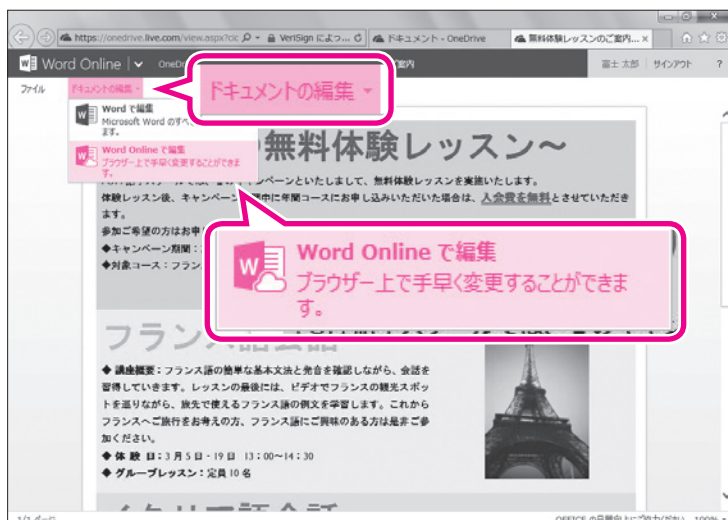 https://onedrive.live.com/view.aspx?cic
VeriSign によっ...
ドキュメント - OneDrive
無料体験レッスンのご案内...
Word Online
富士 太郎
サインアウト
?
ファイル
ドキュメントの編集
ドキュメントの編集
Word で編集
Microsoft Word のすべ
ます。
Word Online で編集
ブラウザー上で手早く変更することができま
す。
無料体験レッスン～
ンペーンといたしまして、無料体験レッスンを実施いたします。
体験レッスン後、キャンペーン 中に年間コースにお申し込みいただいた場合は、入会費を無料とさせていただき
ます。
参加ご希望の方はお申
◆キャンペーン期間：
◆対象コース：フラン
Word Online で編集
ブラウザー上で手早く変更することができま
す。
フランス語会話
◆ 講座概要：フランス語の簡単な基本文法と発音を確認しながら、会話を
習得していきます。レッスンの最後には、ビデオでフランスの観光スポッ
トを巡りながら、旅先で使えるフランス語の例文を学習します。これから
フランスへご旅行をお考えの方、フランス語にご興味のある方は是非ご参
加ください。
◆ 体 験 日：3 月 5 日・19 日 13：00～14：30
◆ グループレッスン：定員 10 名
100%